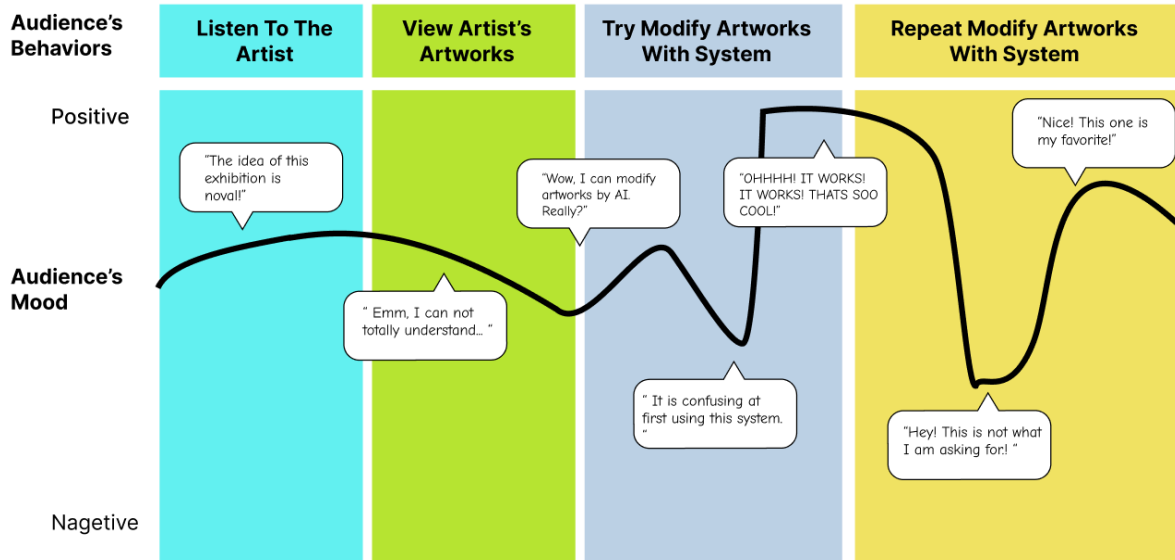 Audience's
Behaviors
Listen To The
Artist
View Artist's
Artworks
Try Modify Artworks
With System
Repeat Modify Artworks
With System
Positive
"The idea of this
exhibition is
noval!"
"Wow, I can modify
artworks by AI.
Really?"
"OHHHH! IT WORKS!
IT WORKS! THATS SOO
COOL!"
"Nice! This one is
my favorite!"
Audience's
Mood
" Emm, I can not
totally understand... "
" It is confusing at
first using this system.
"
"Hey! This is not what
I am asking for.! "
Nagetive